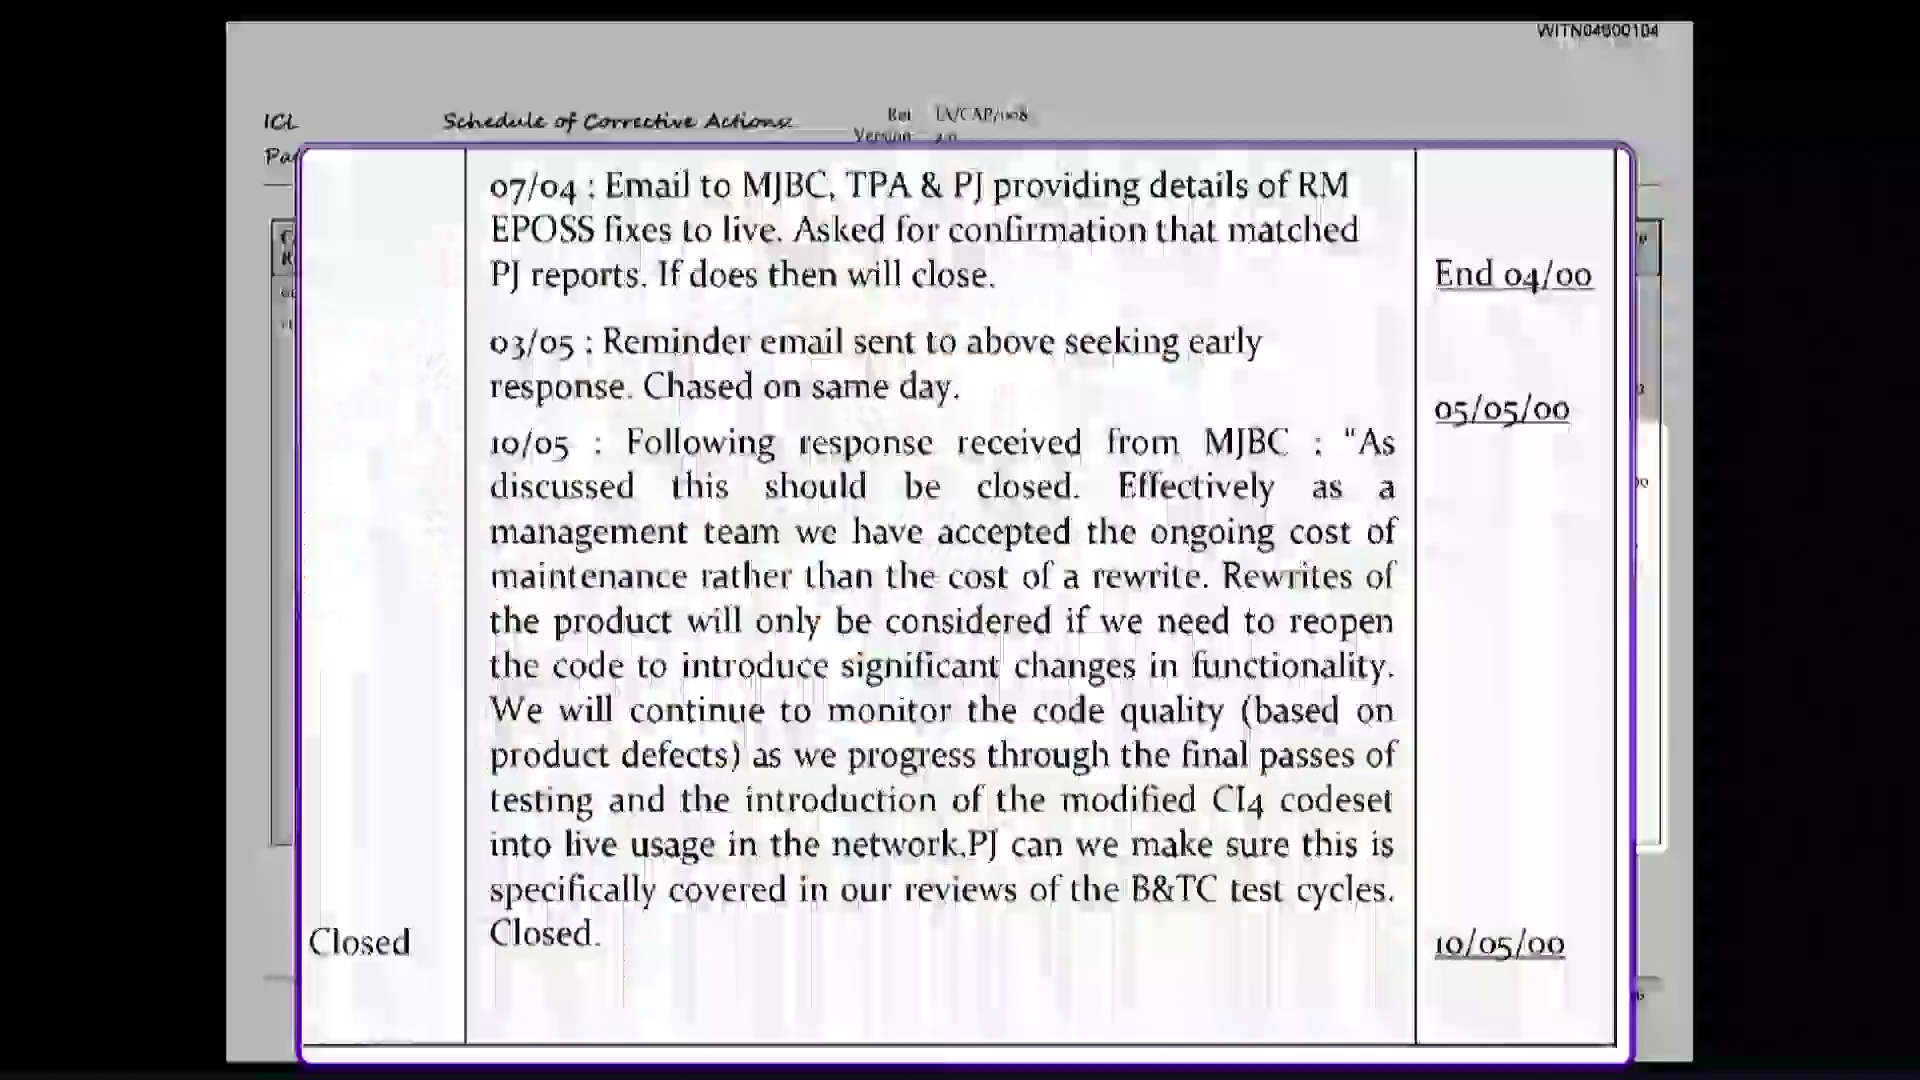 WITN04600104
ICL Schedule of Corrective Actions Ref IA/CAP/008
Version 2.0
07/04 : Email to MJBC, TPA & PJ providing details of RM
EPOSS fixes to live. Asked for confirmation that matched
PJ reports. If does then will close.
End 04/00
03/05 : Reminder email sent to above seeking early
response. Chased on same day.
05/05/00
10/05 : Following response received from MJBC : "As
discussed this should be closed. Effectively as a
management team we have accepted the ongoing cost of
maintenance rather than the cost of a rewrite. Rewrites of
the product will only be considered if we need to reopen
the code to introduce significant changes in functionality.
We will continue to monitor the code quality (based on
product defects) as we progress through the final passes of
testing and the introduction of the modified CI4 codeset
into live usage in the network.PJ can we make sure this is
specifically covered in our reviews of the B&TC test cycles.
Closed.
Closed
10/05/00